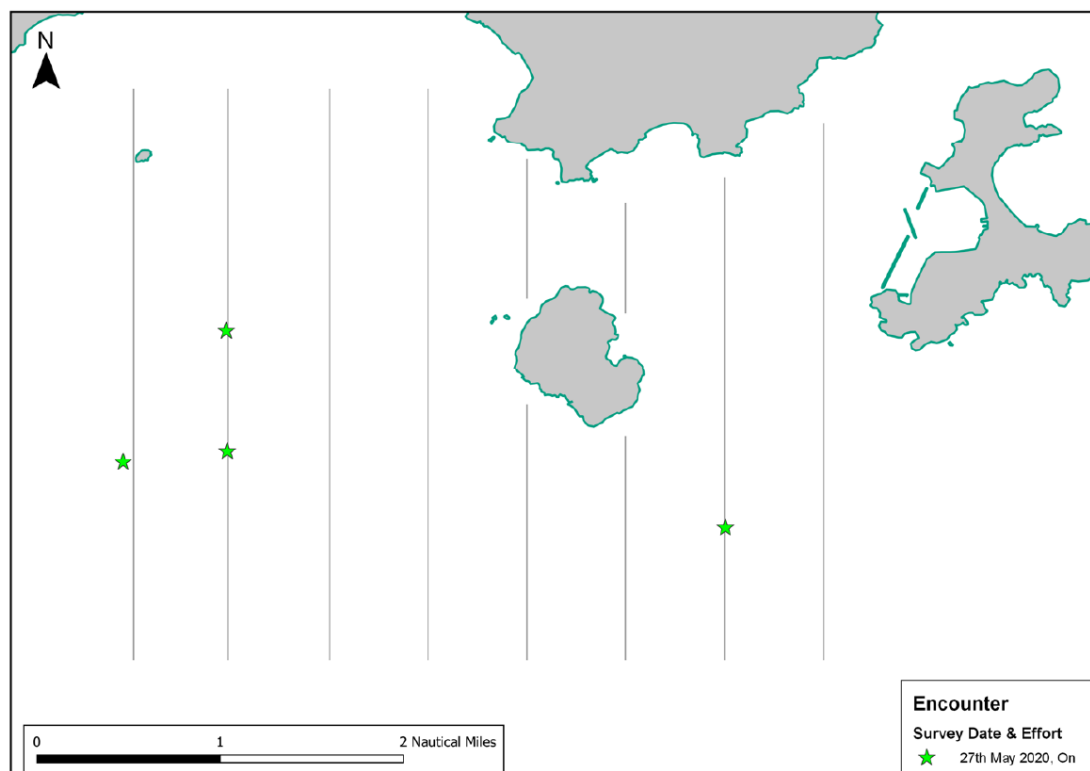 N
0 1 2 Nautical Miles
Encounter
Survey Date & Effort
27th May 2020, On